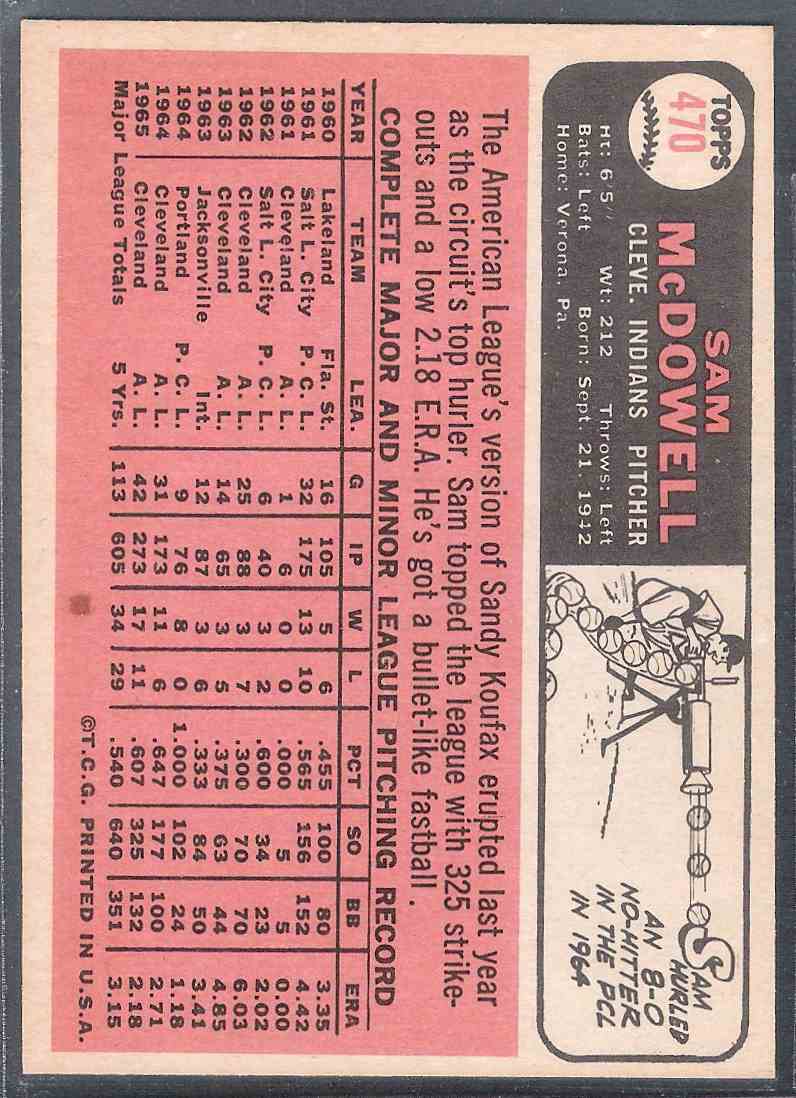 TOPPS
470
SAM
McDOWELL
CLEVE. INDIANS PITCHER
Ht: 6'5" Wt: 212 Throws: Left
Bats: Left Born: Sept. 21, 1942
Home: Verona, Pa.
SAM
HURLED
AN 8-0
NO-HITTER
IN THE PCL
IN 1964
The American League's version of Sandy Koufax erupted last year
as the circuit's top hurler. Sam topped the league with 325 strike-
outs and a low 2.18 E.R.A. He's got a bullet-like fastball.
COMPLETE MAJOR AND MINOR LEAGUE PITCHING RECORD
YEAR TEAM LEA. G IP W L PCT SO BB ERA
1960 Lakeland Fla. St. 16 105 5 6 .455 100 80 3.35
1961 Salt L. City P. C. L. 32 175 13 10 .565 156 152 4.42
1961 Cleveland A. L. 1 6 0 0 .000 5 5 0.00
1962 Salt L. City P. C. L. 6 40 3 2 .600 34 23 2.02
1962 Cleveland A. L. 25 88 3 7 .300 70 70 6.03
1963 Cleveland A. L. 14 65 3 5 .375 63 44 4.85
1963 Jacksonville Int. 12 87 3 6 .333 84 50 3.41
1964 Portland P. C. L. 9 76 8 0 1.000 102 24 1.18
1964 Cleveland A. L. 31 173 11 6 .647 177 100 2.71
1965 Cleveland A. L. 42 273 17 11 .607 325 132 2.18
Major League Totals 5 Yrs. 113 605 34 29 .540 640 351 3.15
©T.C.G. PRINTED IN U.S.A.